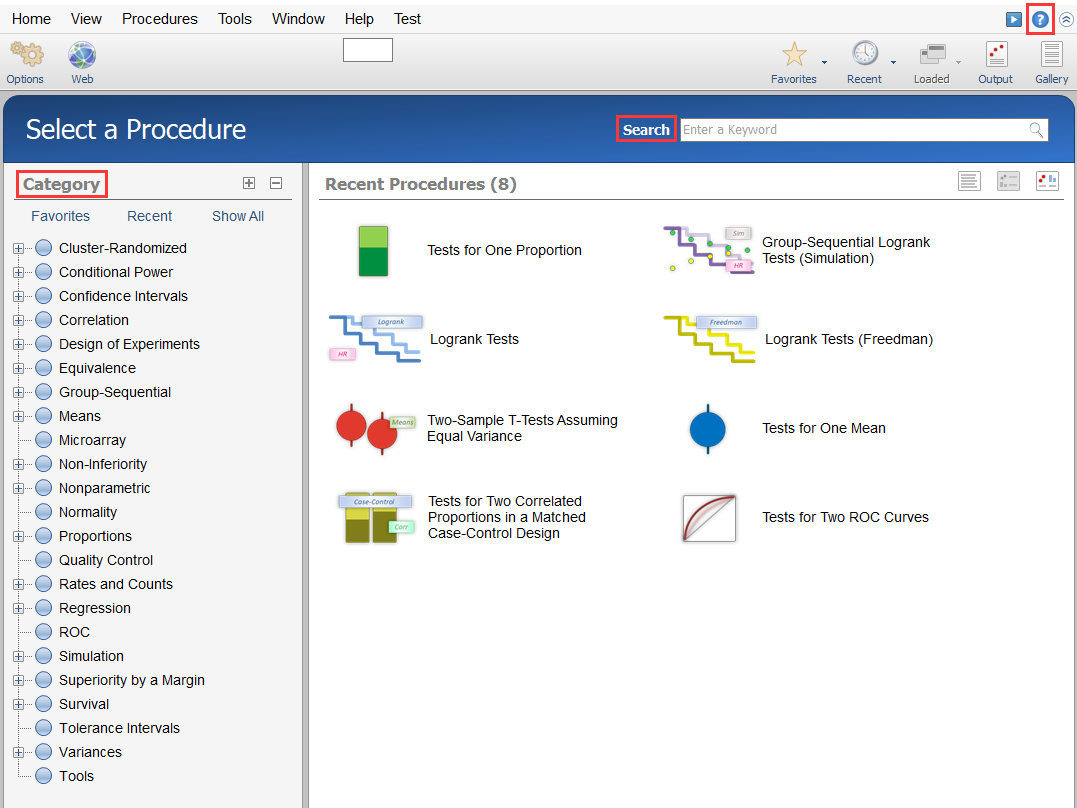 Home View Procedures Tools Window Help Test
?
Options Web Favorites Recent Loaded Output Gallery
Select a Procedure
Search Enter a Keyword
Category
Favorites Recent Show All
Cluster-Randomized
Conditional Power
Confidence Intervals
Correlation
Design of Experiments
Equivalence
Group-Sequential
Means
Microarray
Non-Inferiority
Nonparametric
Normality
Proportions
Quality Control
Rates and Counts
Regression
ROC
Simulation
Superiority by a Margin
Survival
Tolerance Intervals
Variances
Tools
Recent Procedures (8)
Tests for One Proportion
Sim
HR
Group-Sequential Logrank
Tests (Simulation)
Logrank
HR
Logrank Tests
Freedman
Logrank Tests (Freedman)
Means
Two-Sample T-Tests Assuming
Equal Variance
Tests for One Mean
Case-Control
Corr
Tests for Two Correlated
Proportions in a Matched
Case-Control Design
Tests for Two ROC Curves